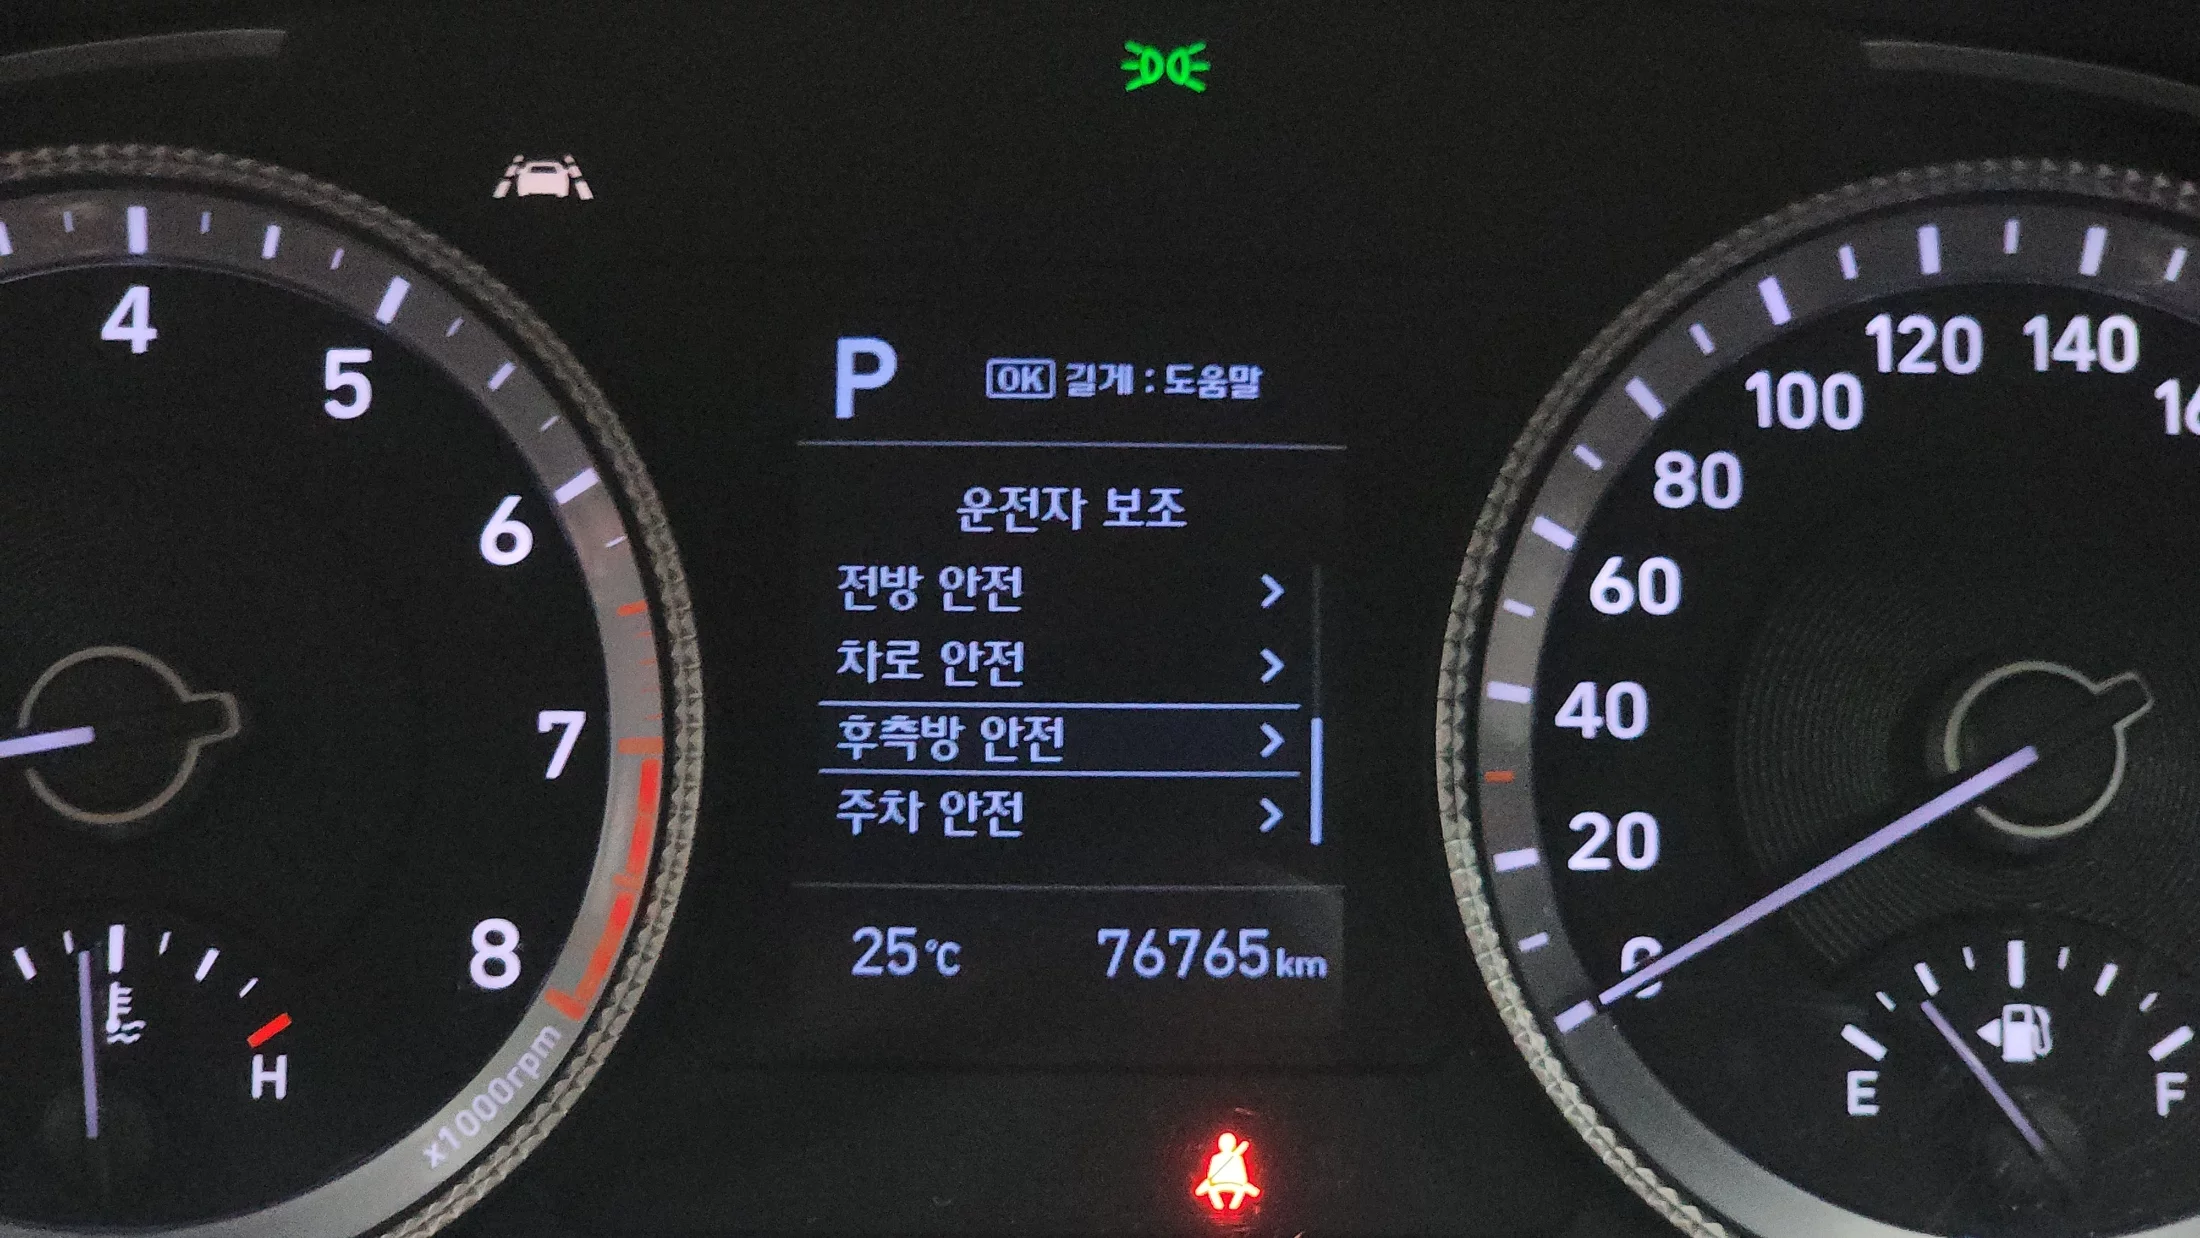 P
OK 길게 : 도움말
운전자 보조
전방 안전
차로 안전
후측방 안전
주차 안전
25℃
76765km
4
5
6
7
8
x1000rpm
H
0
20
40
60
80
100
120
140
E
F